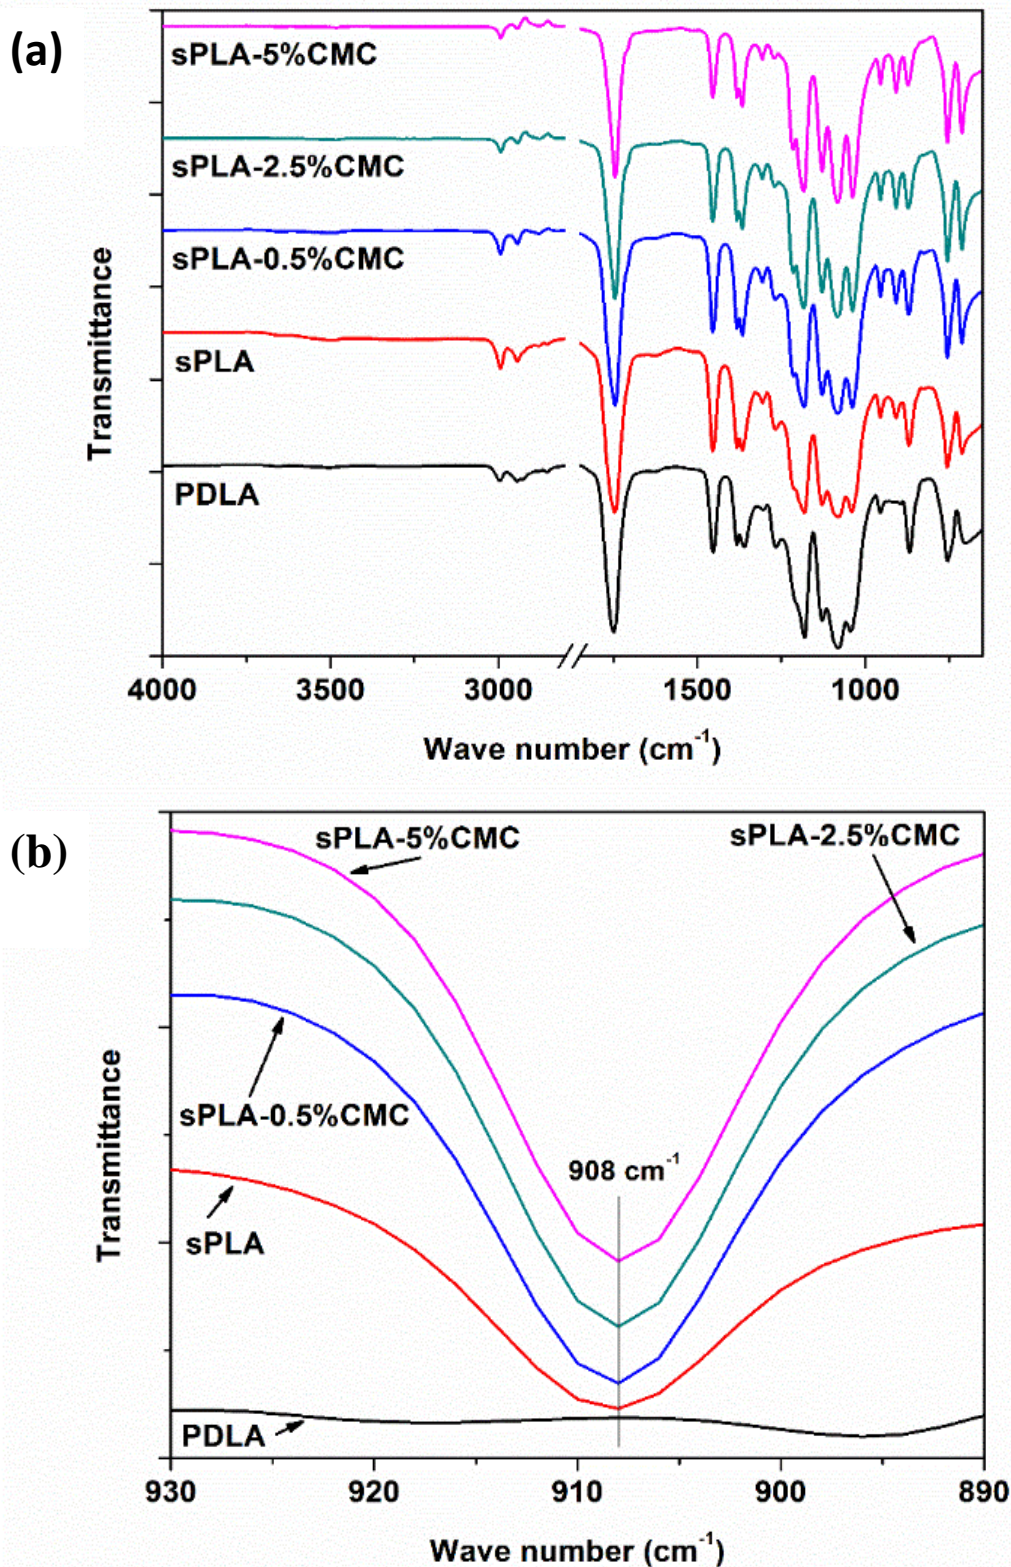 (a)
sPLA-5%CMC
sPLA-2.5%CMC
sPLA-0.5%CMC
sPLA
PDLA
Transmittance
4000 3500 3000 1500 1000
Wave number (cm⁻¹)
(b)
sPLA-5%CMC
sPLA-2.5%CMC
sPLA-0.5%CMC
908 cm⁻¹
sPLA
PDLA
Transmittance
930 920 910 900 890
Wave number (cm⁻¹)